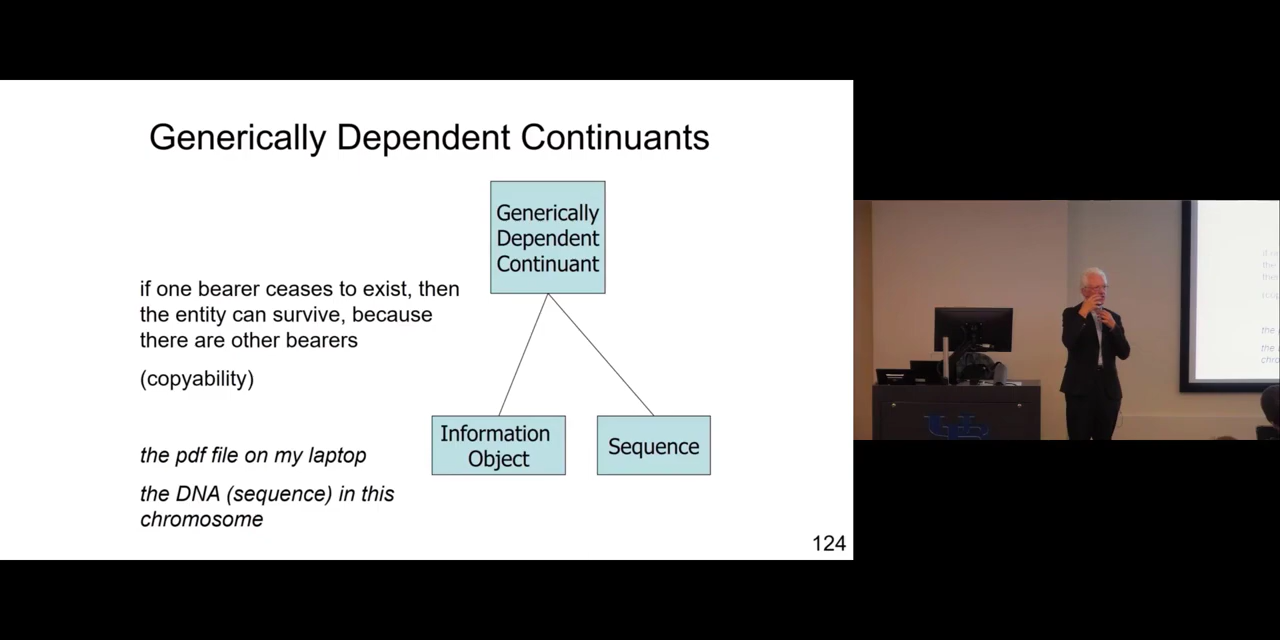 Generically Dependent Continuants
Generically
Dependent
Continuant
if one bearer ceases to exist, then
the entity can survive, because
there are other bearers
(copyability)
Information
Object
Sequence
the pdf file on my laptop
the DNA (sequence) in this
chromosome
124